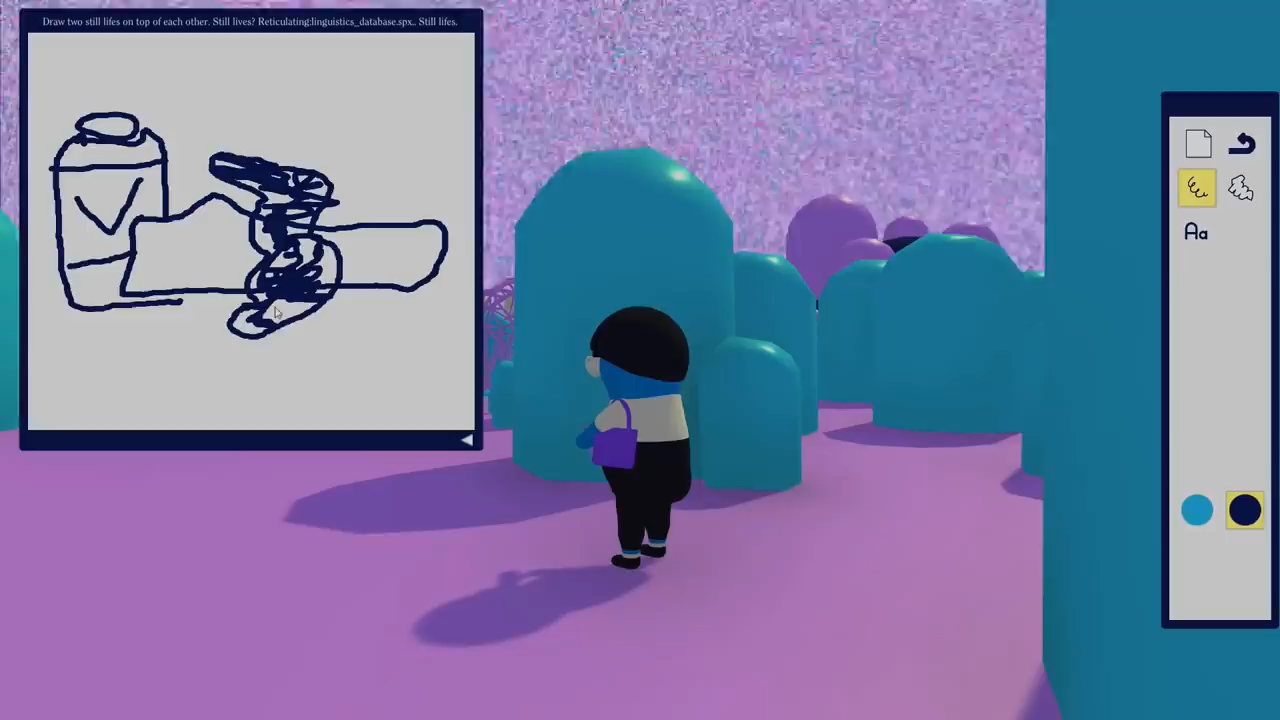 Draw two still lifes on top of each other. Still lives? Reticulating:linguistics_database.spx.. Still lifes.
Aa